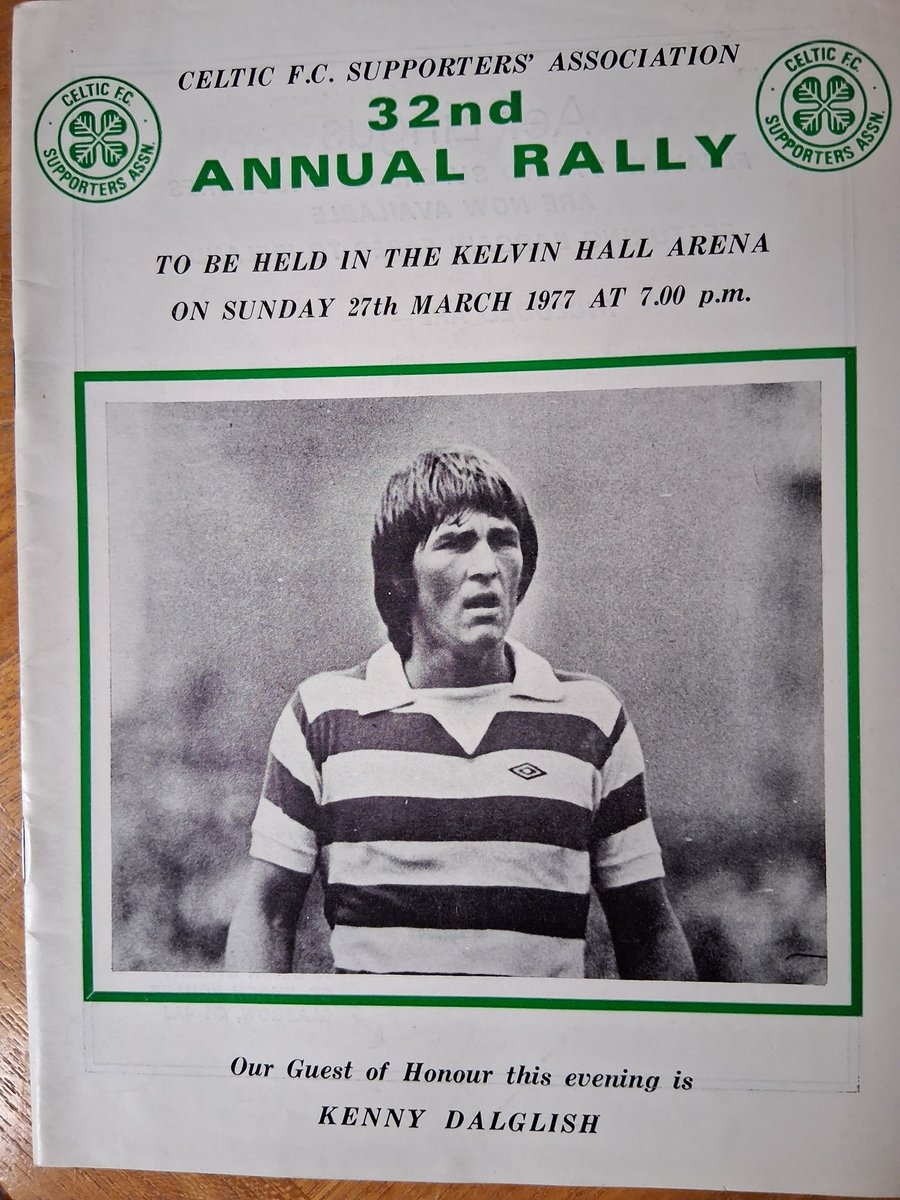 CELTIC F.C. SUPPORTERS' ASSOCIATION
32nd
ANNUAL RALLY
CELTIC F.C.
SUPPORTERS ASSN.
CELTIC F.C.
SUPPORTERS ASSN.
TO BE HELD IN THE KELVIN HALL ARENA
ON SUNDAY 27th MARCH 1977 AT 7.00 p.m.
Our Guest of Honour this evening is
KENNY DALGLISH